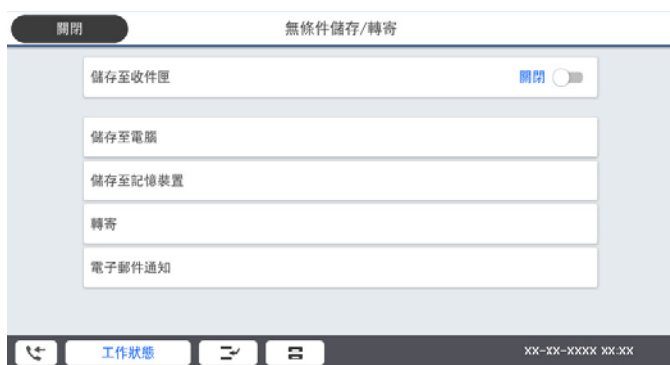 關閉
無條件儲存/轉寄
儲存至收件匣
關閉
儲存至電腦
儲存至記憶裝置
轉寄
電子郵件通知
工作狀態
XX-XX-XXXX XX:XX